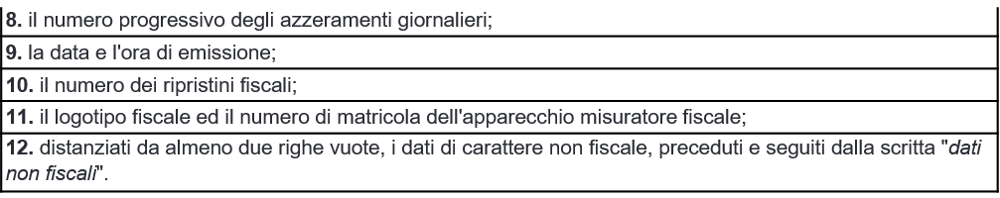 8. il numero progressivo degli azzeramenti giornalieri;
9. la data e l'ora di emissione;
10. il numero dei ripristini fiscali;
11. il logotipo fiscale ed il numero di matricola dell'apparecchio misuratore fiscale;
12. distanziati da almeno due righe vuote, i dati di carattere non fiscale, preceduti e seguiti dalla scritta "dati
non fiscali".